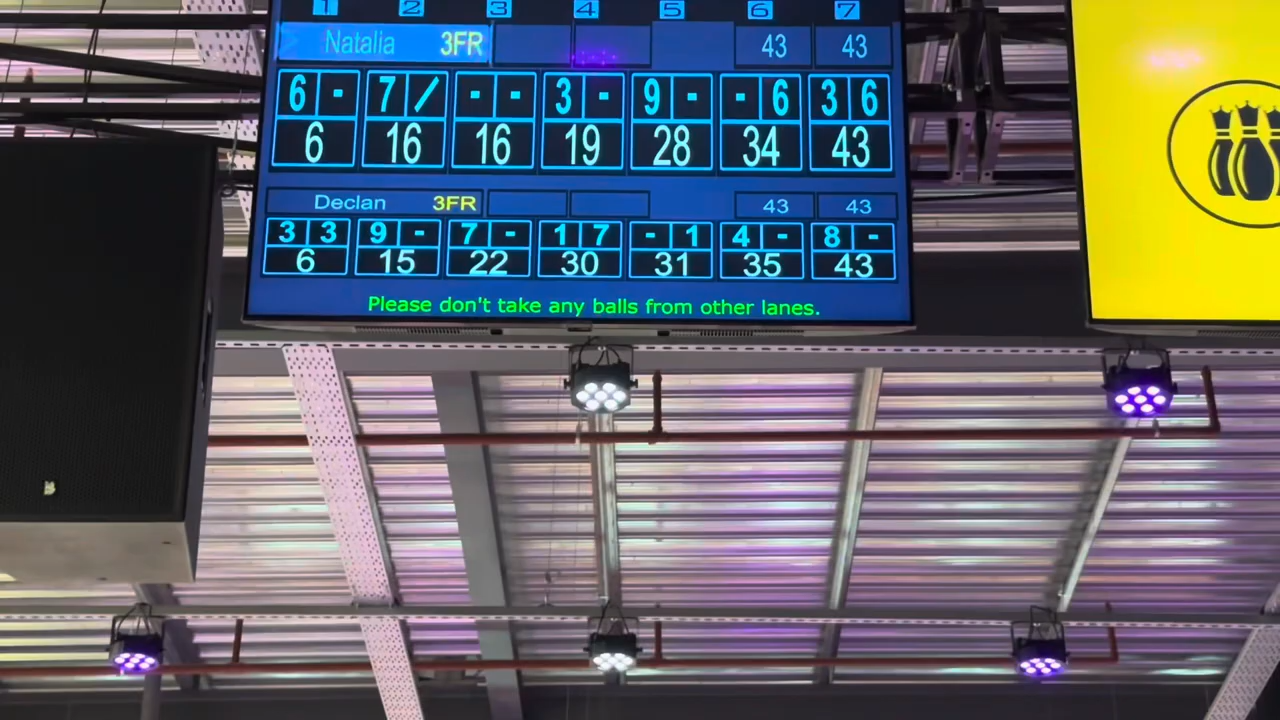 1 2 3 4 5 6 7
Natalia 3FR 43 43
6 - 7 / - - 3 - 9 - - 6 3 6
6 16 16 19 28 34 43
Declan 3FR 43 43
3 3 9 - 7 - 1 7 - 1 4 - 8 -
6 15 22 30 31 35 43
Please don't take any balls from other lanes.